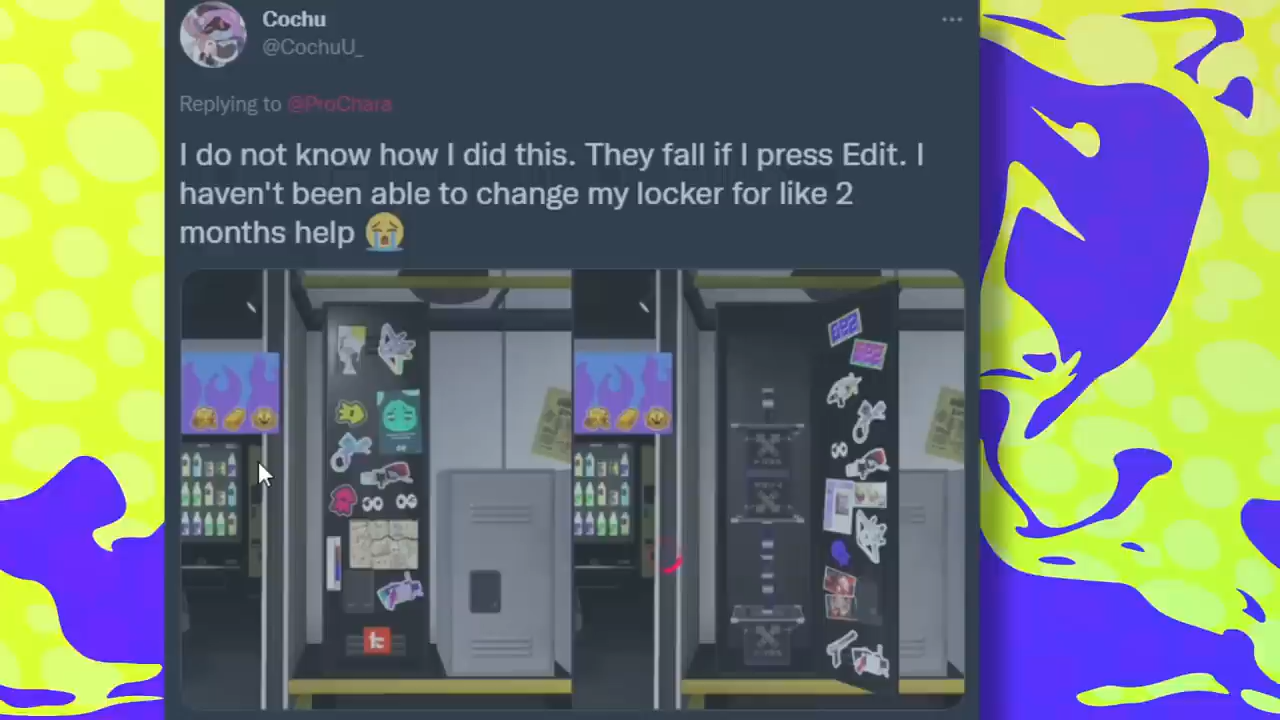 Cochu
@CochuU_
Replying to @ProChara
I do not know how I did this. They fall if I press Edit. I
haven't been able to change my locker for like 2
months help 😭